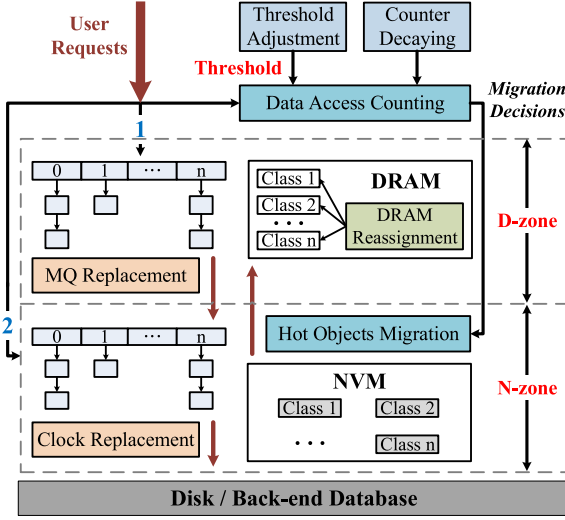 User
Requests
Threshold
Adjustment
Counter
Decaying
Threshold
Data Access Counting
Migration
Decisions
1
0 1 ··· n
Class 1
Class 2
···
Class n
DRAM
DRAM
Reassignment
MQ Replacement
D-zone
2
0 1 ··· n
Hot Objects Migration
NVM
Class 1 Class 2
··· Class n
Clock Replacement
N-zone
Disk / Back-end Database